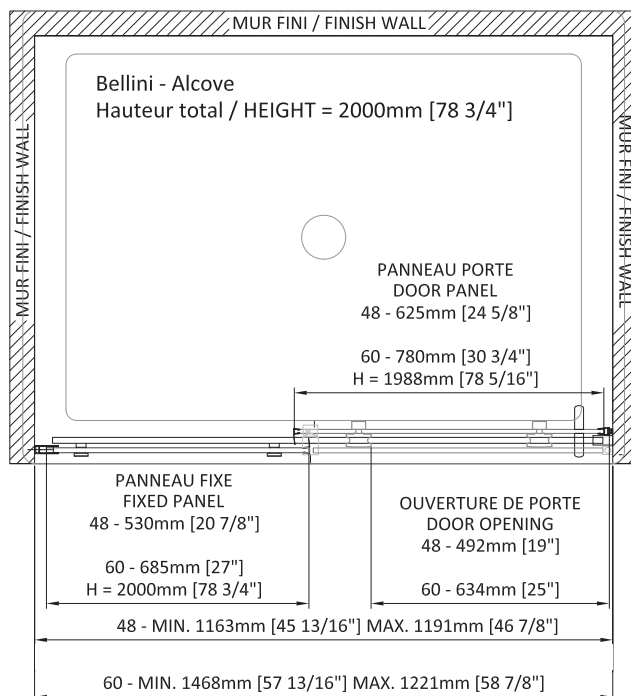 MUR FINI / FINISH WALL
Bellini - Alcove
Hauteur total / HEIGHT = 2000mm [78 3/4"]
MUR FINI / FINISH WALL
MUR FINI / FINISH WALL
PANNEAU PORTE
DOOR PANEL
48 - 625mm [24 5/8"]
60 - 780mm [30 3/4"]
H = 1988mm [78 5/16"]
PANNEAU FIXE
FIXED PANEL
48 - 530mm [20 7/8"]
60 - 685mm [27"]
H = 2000mm [78 3/4"]
OUVERTURE DE PORTE
DOOR OPENING
48 - 492mm [19"]
60 - 634mm [25"]
48 - MIN. 1163mm [45 13/16"] MAX. 1191mm [46 7/8"]
60 - MIN. 1468mm [57 13/16"] MAX. 1221mm [58 7/8"]